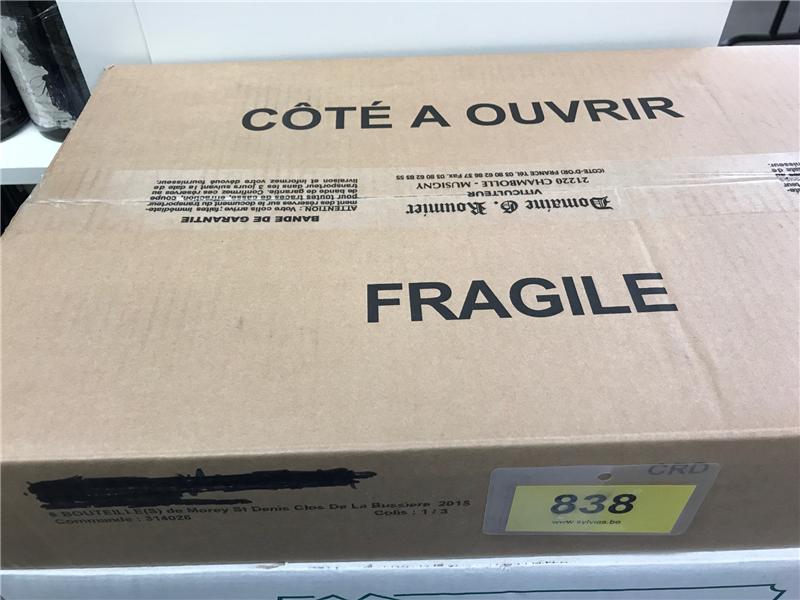 CÔTÉ A OUVRIR
Domaine G. Roumier
VITICULTEUR
21220 CHAMBOLLE - MUSIGNY
(COTE-D'OR) FRANCE Tél. 03 80 62 86 37 Fax. 03 80 62 83 55
BANDE DE GARANTIE
ATTENTION : Votre colis arrive; faites immédiate-
ment des réserves sur le document du transporteur
pour toutes traces de casse, effraction, coupe
de bande de garantie. Confirmez ces réserves au
transporteur dans les 3 jours suivant la date de
livraison et informez votre dévoué fournisseur.
FRAGILE
6 BOUTEILLE(S) de Morey St Denis Clos De La Bussiere 2015
Commande : 314026
Colis : 1 / 3
CRD
838
www.sylvias.be